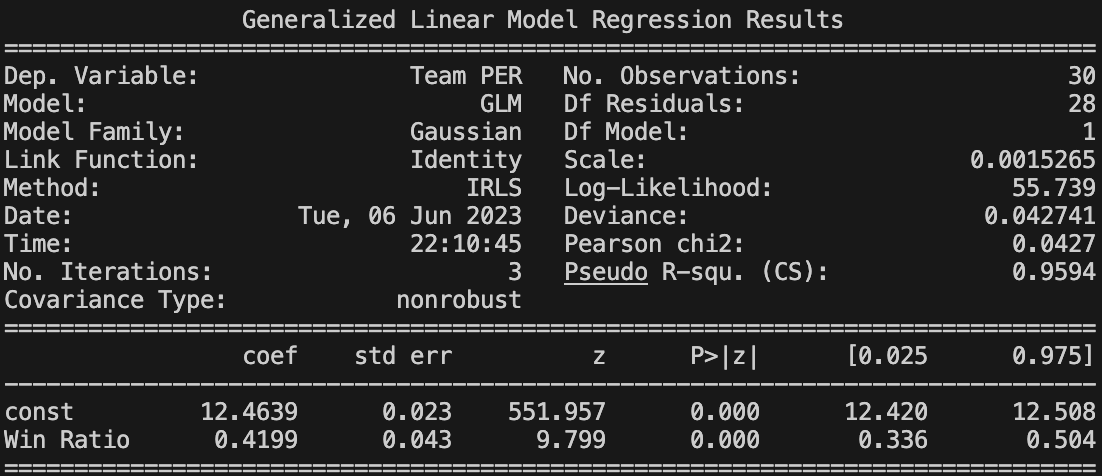 Generalized Linear Model Regression Results
==============================================================================
Dep. Variable: Team PER No. Observations: 30
Model: GLM Df Residuals: 28
Model Family: Gaussian Df Model: 1
Link Function: Identity Scale: 0.0015265
Method: IRLS Log-Likelihood: 55.739
Date: Tue, 06 Jun 2023 Deviance: 0.042741
Time: 22:10:45 Pearson chi2: 0.0427
No. Iterations: 3 Pseudo R-squ. (CS): 0.9594
Covariance Type: nonrobust
==============================================================================
coef std err z P>|z| [0.025 0.975]
------------------------------------------------------------------------------
const 12.4639 0.023 551.957 0.000 12.420 12.508
Win Ratio 0.4199 0.043 9.799 0.000 0.336 0.504
==============================================================================